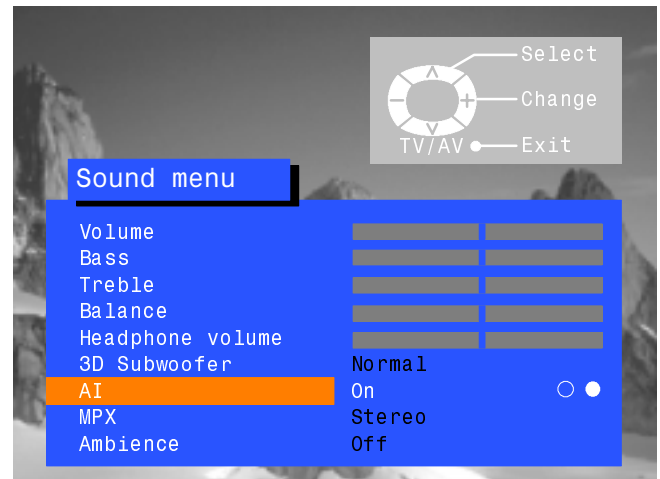 Select
Change
TV/AV Exit
Sound menu
Volume
Bass
Treble
Balance
Headphone volume
3D Subwoofer Normal
AI On
MPX Stereo
Ambience Off